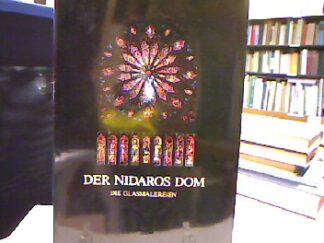 DER NIDAROS DOM
DIE GLASMALEREIEN